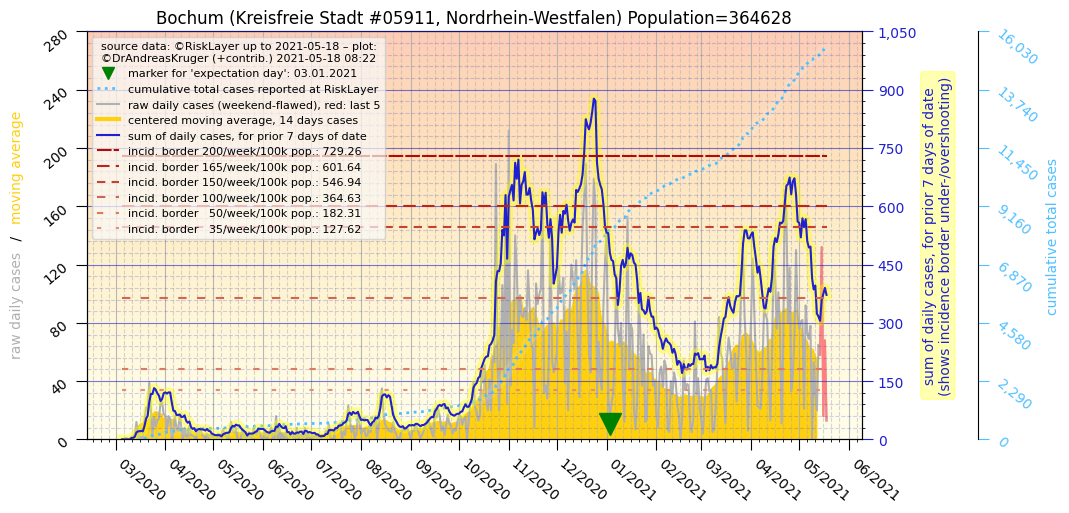 Bochum (Kreisfreie Stadt #05911, Nordrhein-Westfalen) Population=364628
source data: ©RiskLayer up to 2021-05-18 – plot:
©DrAndreasKruger (+contrib.) 2021-05-18 08:22
marker for 'expectation day': 03.01.2021
cumulative total cases reported at RiskLayer
raw daily cases (weekend-flawed), red: last 5
centered moving average, 14 days cases
sum of daily cases, for prior 7 days of date
incid. border 200/week/100k pop.: 729.26
incid. border 165/week/100k pop.: 601.64
incid. border 150/week/100k pop.: 546.94
incid. border 100/week/100k pop.: 364.63
incid. border   50/week/100k pop.: 182.31
incid. border   35/week/100k pop.: 127.62
raw daily cases / moving average
280
240
200
160
120
80
40
0
03/2020
04/2020
05/2020
06/2020
07/2020
08/2020
09/2020
10/2020
11/2020
12/2020
01/2021
02/2021
03/2021
04/2021
05/2021
06/2021
1,050
900
750
600
450
300
150
0
sum of daily cases, for prior 7 days of date
(shows incidence border under-/overshooting)
16,030
13,740
11,450
9,160
6,870
4,580
2,290
0
cumulative total cases